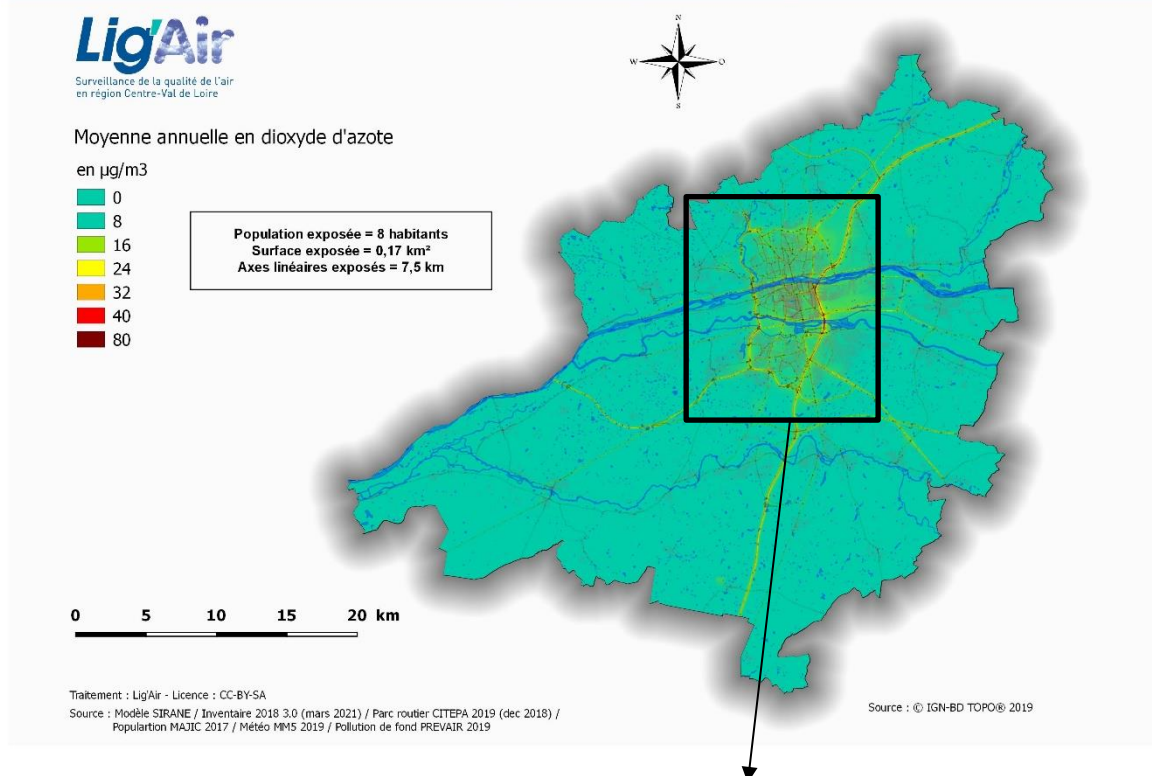 Lig'Air
Surveillance de la qualité de l'air
en région Centre-Val de Loire
N
W
O
S
Moyenne annuelle en dioxyde d'azote
en µg/m3
0
8
16
24
32
40
80
Population exposée = 8 habitants
Surface exposée = 0,17 km²
Axes linéaires exposés = 7,5 km
0 5 10 15 20 km
Traitement : Lig'Air - Licence : CC-BY-SA
Source : Modèle SIRANE / Inventaire 2018 3.0 (mars 2021) / Parc routier CITEPA 2019 (dec 2018) /
Populartion MAJIC 2017 / Météo MM5 2019 / Pollution de fond PREVAIR 2019
Source : © IGN-BD TOPO® 2019